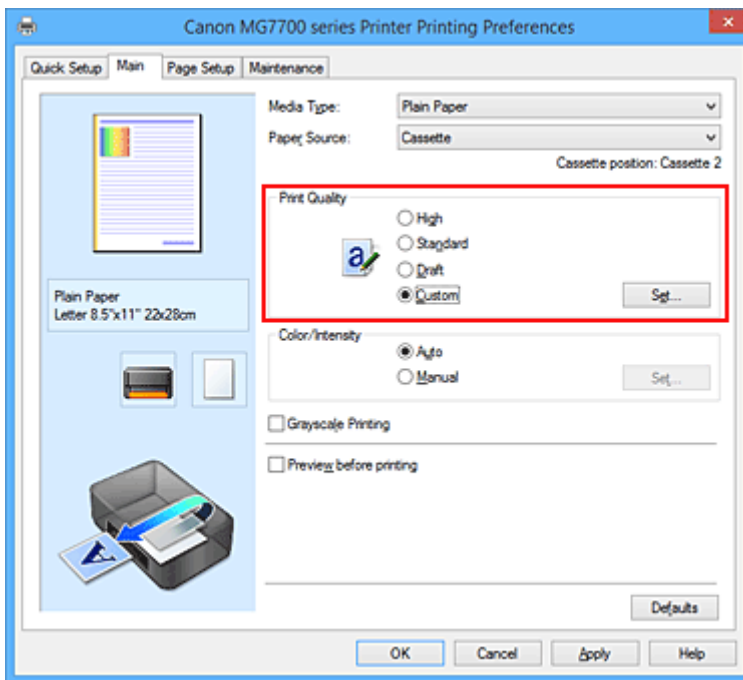 Canon MG7700 series Printer Printing Preferences
Quick Setup Main Page Setup Maintenance
Media Type: Plain Paper
Paper Source: Cassette
Cassette position: Cassette 2
Print Quality
High
Standard
a
Draft
Custom Set...
Plain Paper
Letter 8.5"x11" 22x28cm
Color/Intensity
Auto
Manual Set...
Grayscale Printing
Preview before printing
A
Defaults
OK Cancel Apply Help